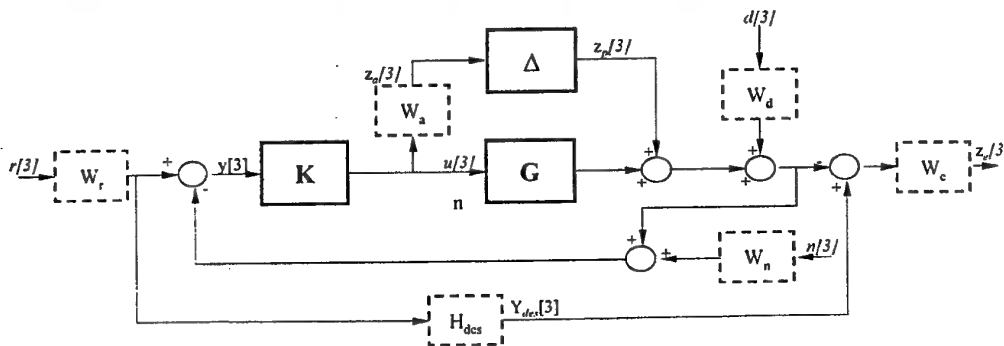 d[3]
z_a[3]
Δ
z_p[3]
W_a
W_d
r[3]
W_r
+
-
y[3]
K
u[3]
n
G
+
+
+
+
-
+
W_e
z_e[3
+
+
W_n
n[3]
H_des
Y_des[3]